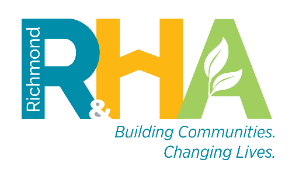 Richmond
R&HA
Building Communities.
Changing Lives.